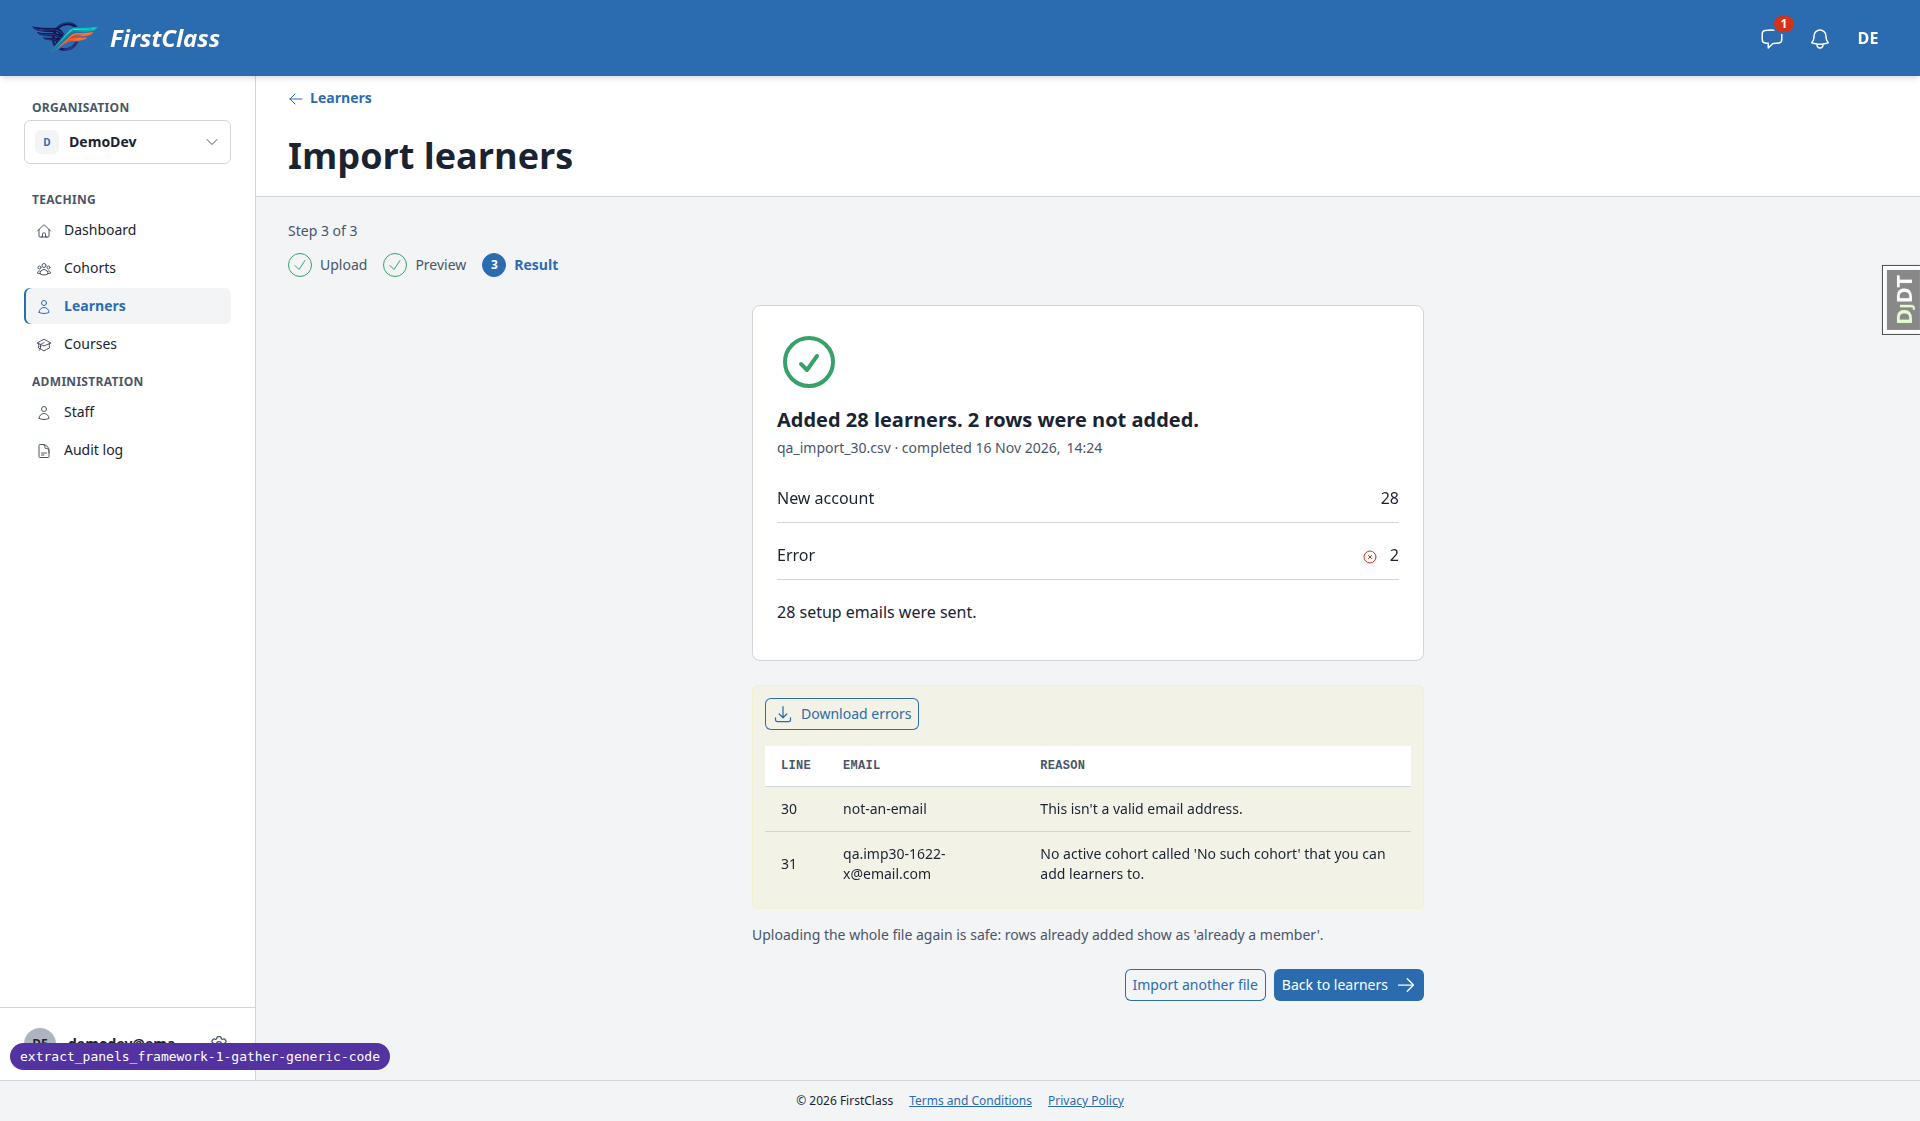 FirstClass
1
DE
ORGANISATION
D DemoDev
TEACHING
Dashboard
Cohorts
Learners
Courses
ADMINISTRATION
Staff
Audit log
extract_panels_framework-1-gather-generic-code
Learners
Import learners
Step 3 of 3
Upload Preview 3 Result
Added 28 learners. 2 rows were not added.
qa_import_30.csv · completed 16 Nov 2026, 14:24
New account 28
Error 2
28 setup emails were sent.
Download errors
LINE EMAIL REASON
30 not-an-email This isn't a valid email address.
31 qa.imp30-1622-
x@email.com
No active cohort called 'No such cohort' that you can
add learners to.
Uploading the whole file again is safe: rows already added show as 'already a member'.
Import another file Back to learners
DJDT
© 2026 FirstClass Terms and Conditions Privacy Policy